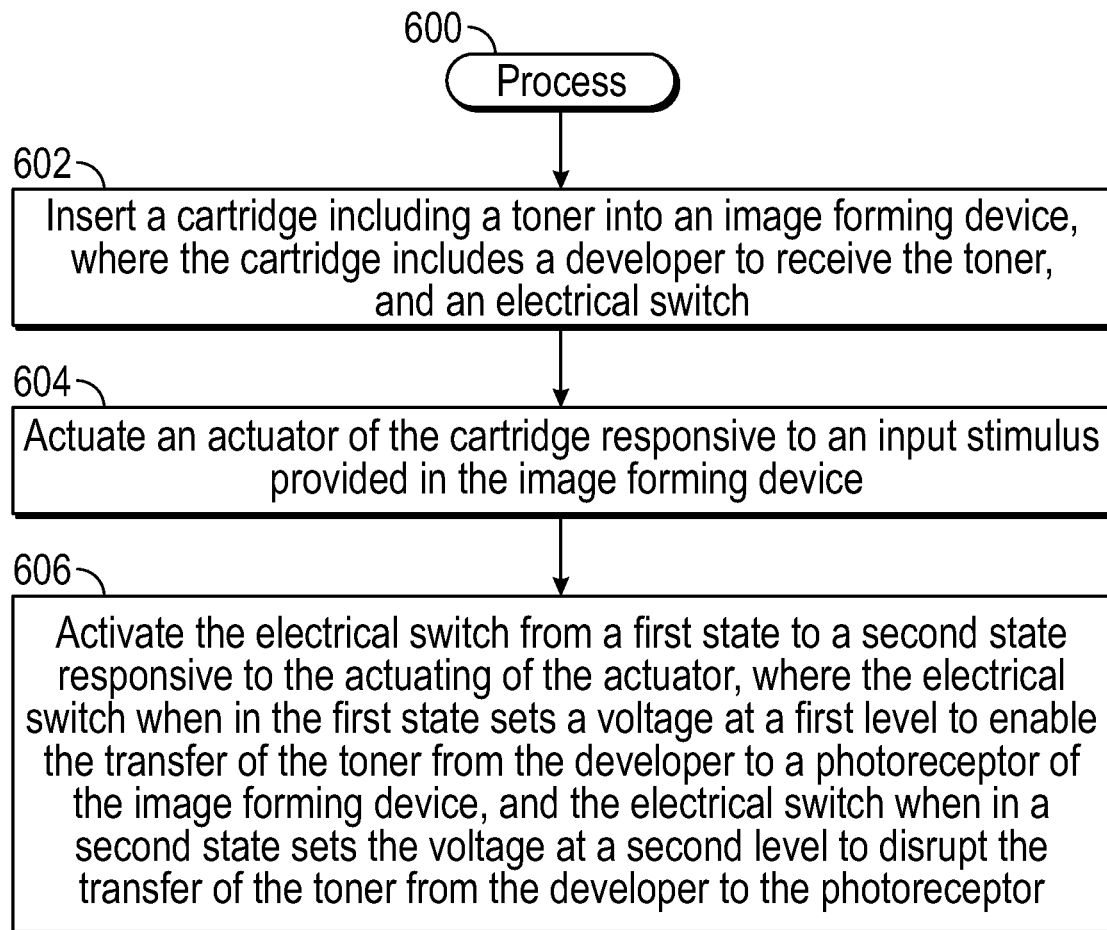 600
Process
602
Insert a cartridge including a toner into an image forming device,
where the cartridge includes a developer to receive the toner,
and an electrical switch
604
Actuate an actuator of the cartridge responsive to an input stimulus
provided in the image forming device
606
Activate the electrical switch from a first state to a second state
responsive to the actuating of the actuator, where the electrical
switch when in the first state sets a voltage at a first level to enable
the transfer of the toner from the developer to a photoreceptor of
the image forming device, and the electrical switch when in a
second state sets the voltage at a second level to disrupt the
transfer of the toner from the developer to the photoreceptor